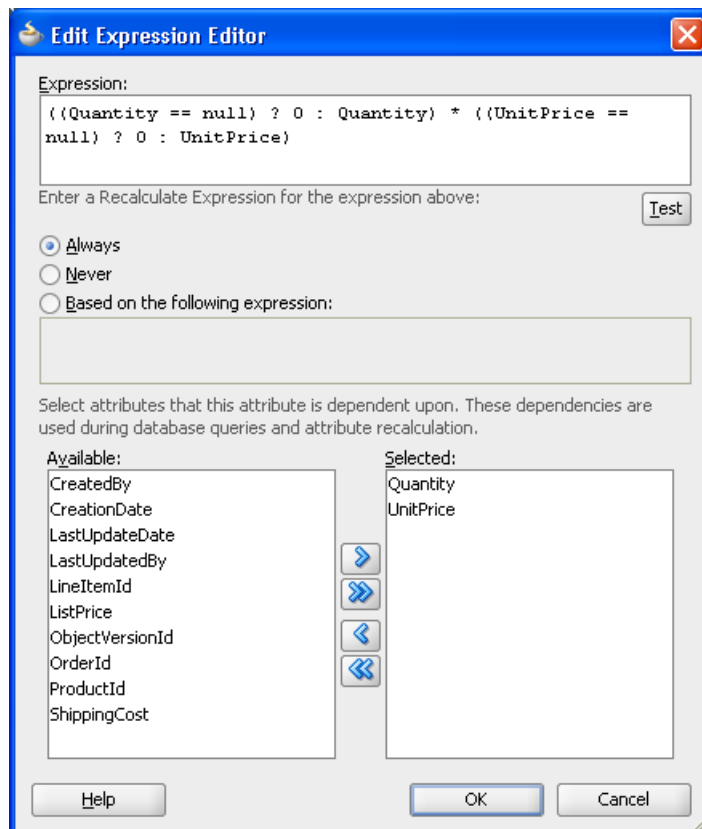 Edit Expression Editor
Expression:
((Quantity == null) ? 0 : Quantity) * ((UnitPrice ==
null) ? 0 : UnitPrice)
Enter a Recalculate Expression for the expression above:
Test
Always
Never
Based on the following expression:
Select attributes that this attribute is dependent upon. These dependencies are
used during database queries and attribute recalculation.
Available:
Selected:
CreatedBy
CreationDate
LastUpdateDate
LastUpdatedBy
LineItemId
ListPrice
ObjectVersionId
OrderId
ProductId
ShippingCost
Quantity
UnitPrice
Help
OK
Cancel